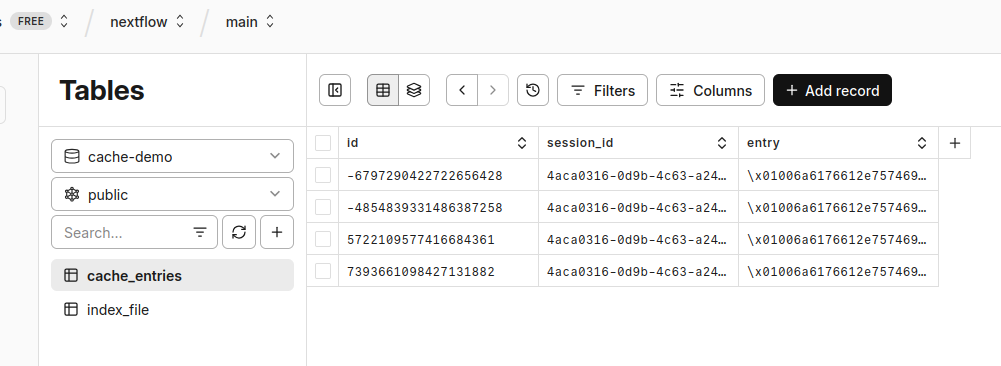 s FREE nextflow main
Tables
Filters
Columns
+ Add record
cache-demo
public
Search...
cache_entries
index_file
id session_id entry
-6797290422722656428 4aca0316-0d9b-4c63-a24… \x01006a6176612e757469…
-4854839331486387258 4aca0316-0d9b-4c63-a24… \x01006a6176612e757469…
5722109577416684361 4aca0316-0d9b-4c63-a24… \x01006a6176612e757469…
7393661098427131882 4aca0316-0d9b-4c63-a24… \x01006a6176612e757469…